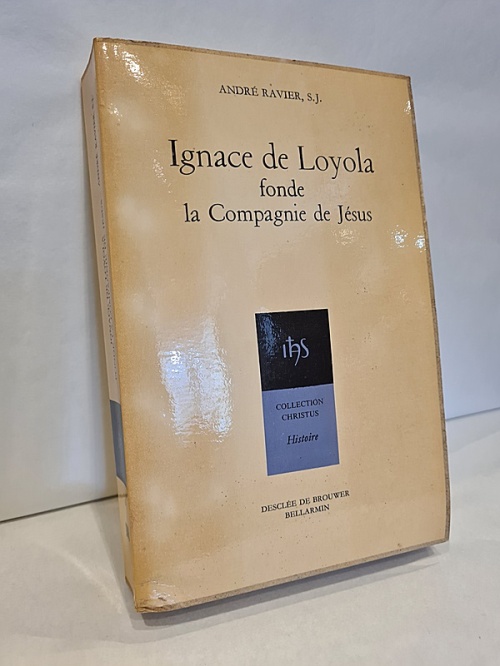 ANDRÉ RAVIER, S.J.
Ignace de Loyola
fonde
la Compagnie de Jésus
ihS
COLLECTION
CHRISTUS
Histoire
DESCLÉE DE BROUWER
BELLARMIN